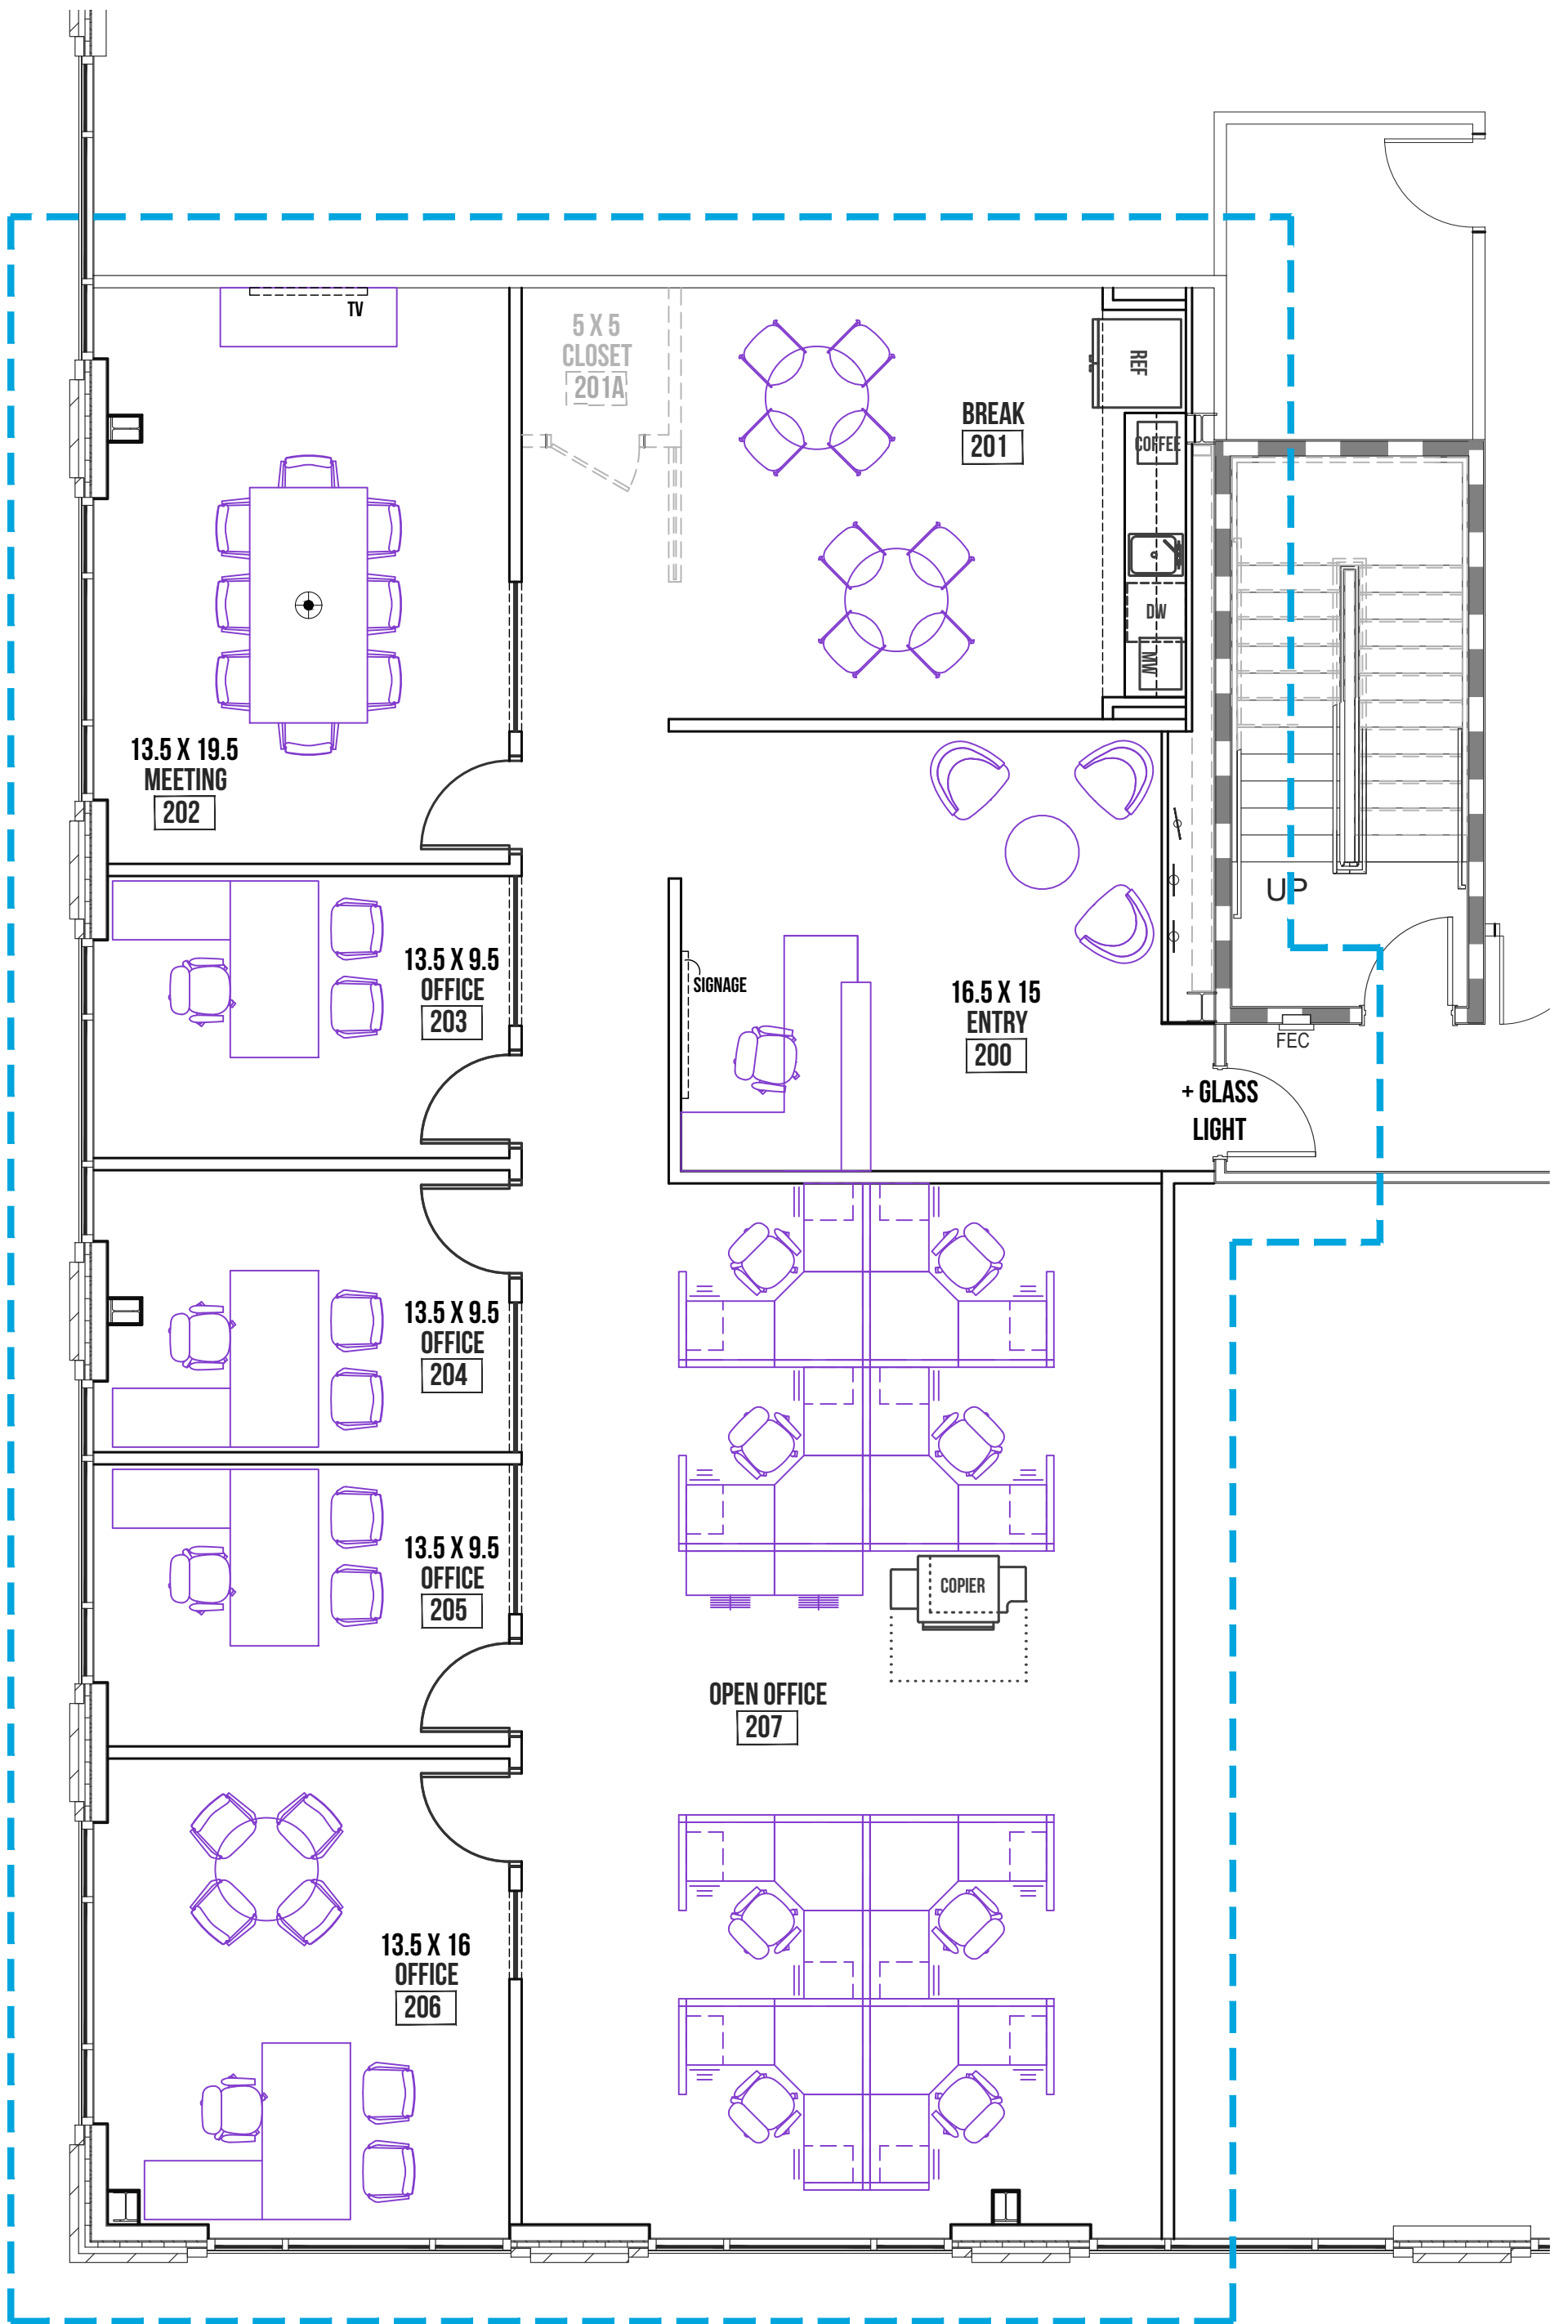 TV
5 X 5
CLOSET
201A
REF
BREAK
201
COFFEE
DW
MW
13.5 X 19.5
MEETING
202
UP
13.5 X 9.5
OFFICE
203
SIGNAGE
16.5 X 15
ENTRY
200
FEC
+ GLASS
LIGHT
13.5 X 9.5
OFFICE
204
13.5 X 9.5
OFFICE
205
COPIER
OPEN OFFICE
207
13.5 X 16
OFFICE
206